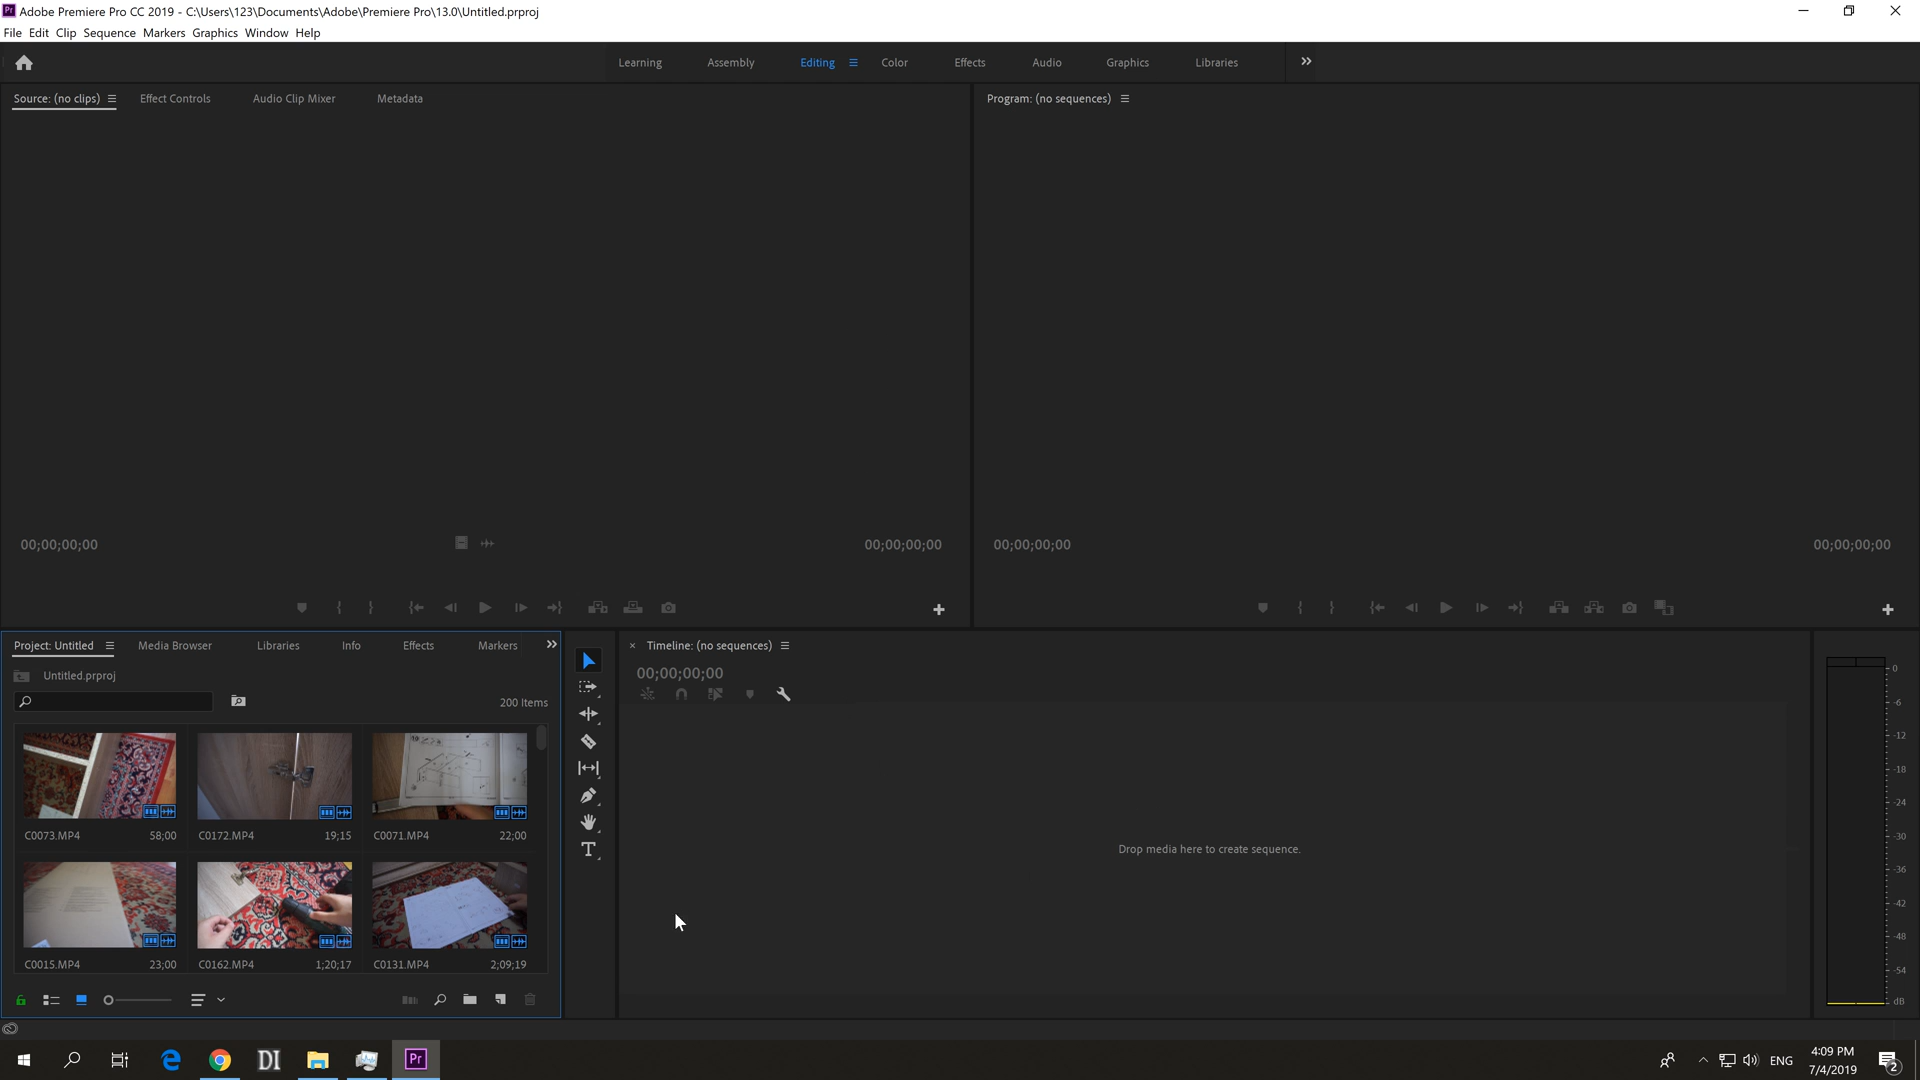 Adobe Premiere Pro CC 2019 - C:\Users\123\Documents\Adobe\Premiere Pro\13.0\Untitled.prproj
File Edit Clip Sequence Markers Graphics Window Help
Learning Assembly Editing Color Effects Audio Graphics Libraries
Source: (no clips) Effect Controls Audio Clip Mixer Metadata
Program: (no sequences)
00;00;00;00 00;00;00;00
00;00;00;00 00;00;00;00
Project: Untitled Media Browser Libraries Info Effects Markers
Untitled.prproj
200 Items
C0073.MP4 58;00 C0172.MP4 19;15 C0071.MP4 22;00
C0015.MP4 23;00 C0162.MP4 1;20;17 C0131.MP4 2;09;19
Timeline: (no sequences)
00;00;00;00
Drop media here to create sequence.
0
-6
-12
-18
-24
-30
-36
-42
-48
-54
dB
DI
Pr
ENG
4:09 PM
7/4/2019
2